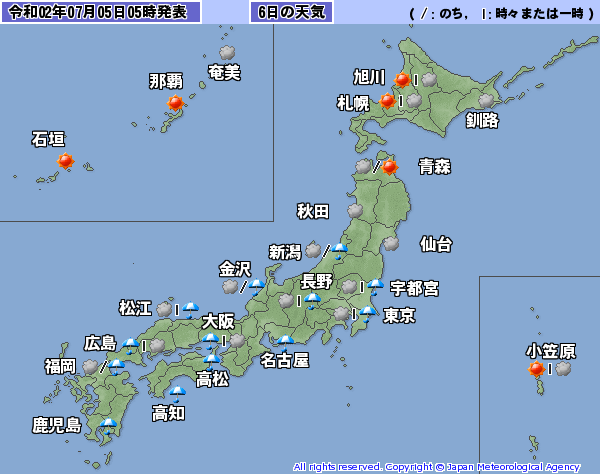 令和02年07月05日05時発表
6日の天気
( /: のち, |: 時々または一時 )
奄美
那覇
石垣
旭川
札幌
釧路
青森
秋田
仙台
新潟
金沢
長野
宇都宮
松江
大阪
東京
広島
名古屋
福岡
高松
高知
鹿児島
小笠原
All rights reserved. Copyright © Japan Meteorological Agency